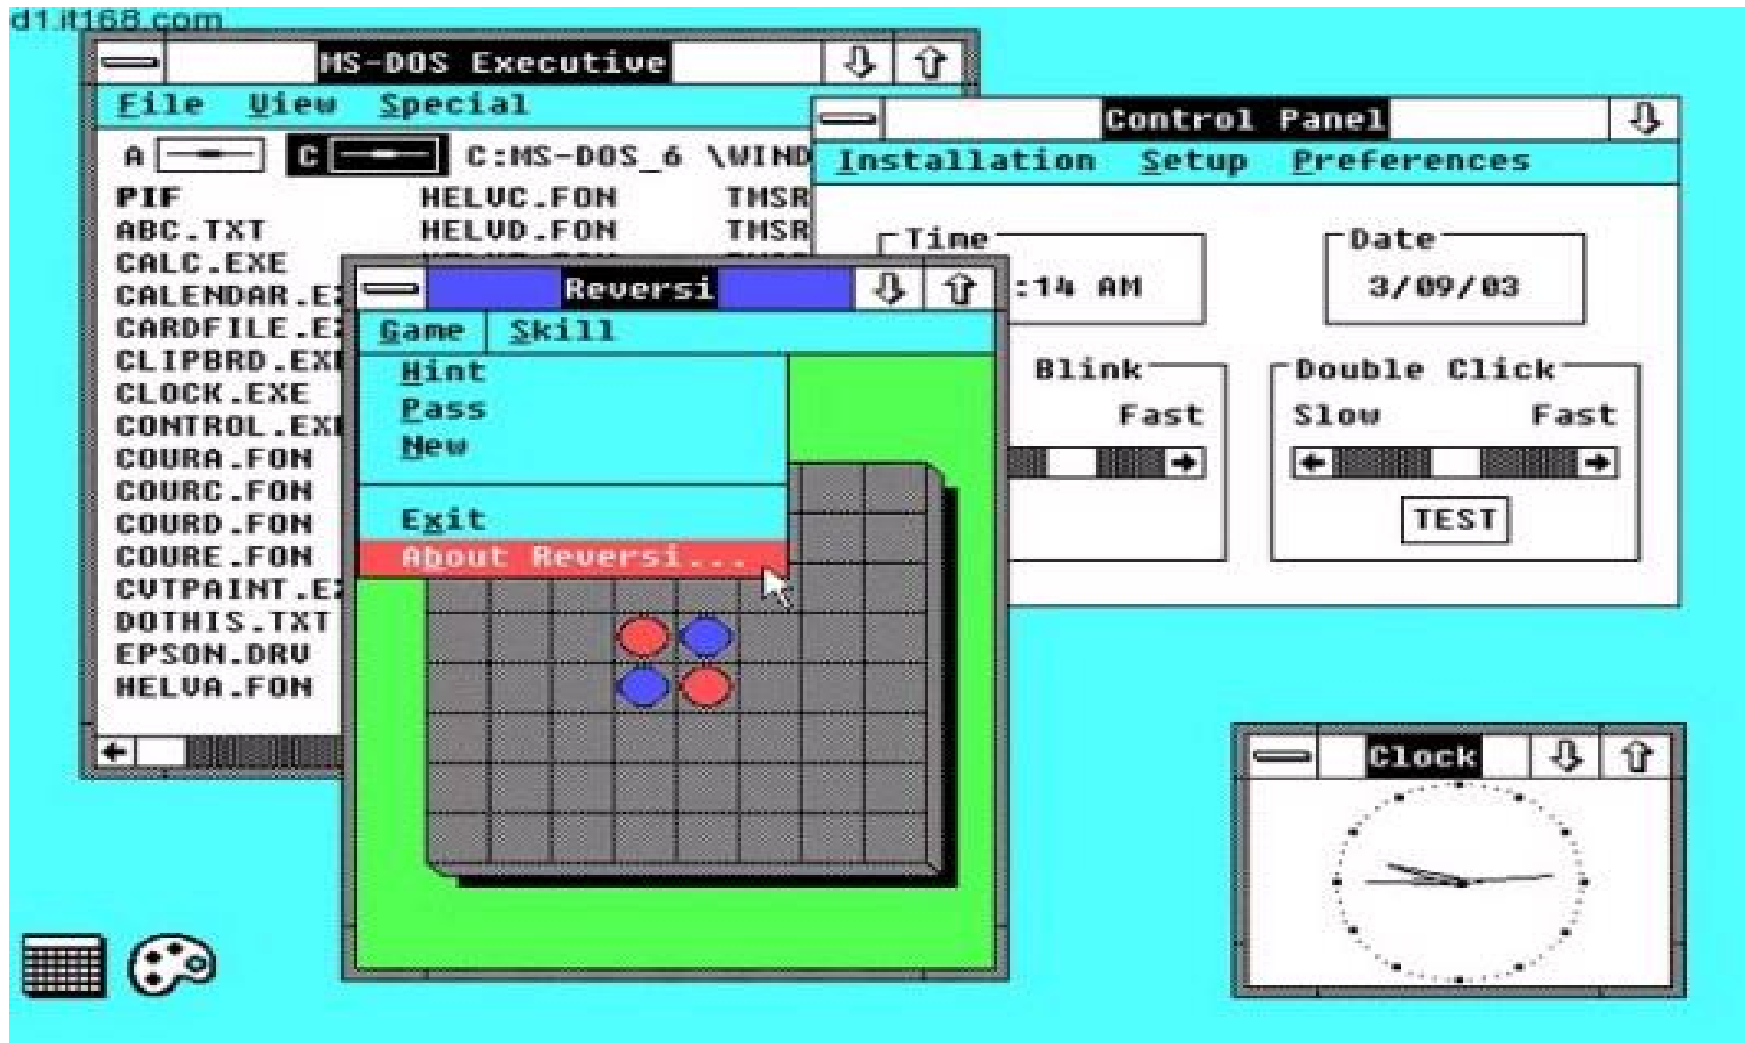 d1.it168.com
MS-DOS Executive
File View Special
A C C:MS-DOS_6 \WIND
PIF HELVC.FON TMSR
ABC.TXT HELVD.FON TMSR
CALC.EXE
CALENDAR.EX
CARDFILE.EX
CLIPBRD.EXE
CLOCK.EXE
CONTROL.EXE
COURA.FON
COURC.FON
COURD.FON
COURE.FON
CVTPAINT.EX
DOTHIS.TXT
EPSON.DRV
HELVA.FON
Control Panel
Installation Setup Preferences
Time
:14 AM
Date
3/09/03
Blink
Fast
Double Click
Slow Fast
TEST
Reversi
Game Skill
Hint
Pass
New
Exit
About Reversi...
Clock